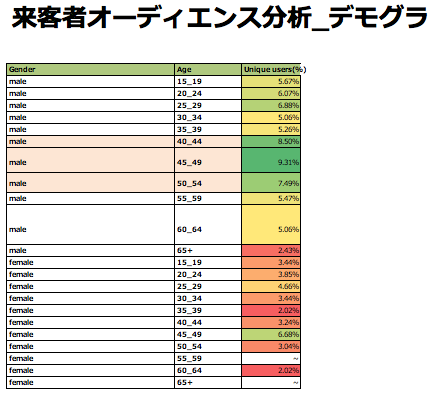 来客者オーディエンス分析_デモグラ
Gender Age Unique users(%)
male 15_19 5.67%
male 20_24 6.07%
male 25_29 6.88%
male 30_34 5.06%
male 35_39 5.26%
male 40_44 8.50%
male 45_49 9.31%
male 50_54 7.49%
male 55_59 5.47%
male 60_64 5.06%
male 65+ 2.43%
female 15_19 3.44%
female 20_24 3.85%
female 25_29 4.66%
female 30_34 3.44%
female 35_39 2.02%
female 40_44 3.24%
female 45_49 6.68%
female 50_54 3.04%
female 55_59 ~
female 60_64 2.02%
female 65+ ~